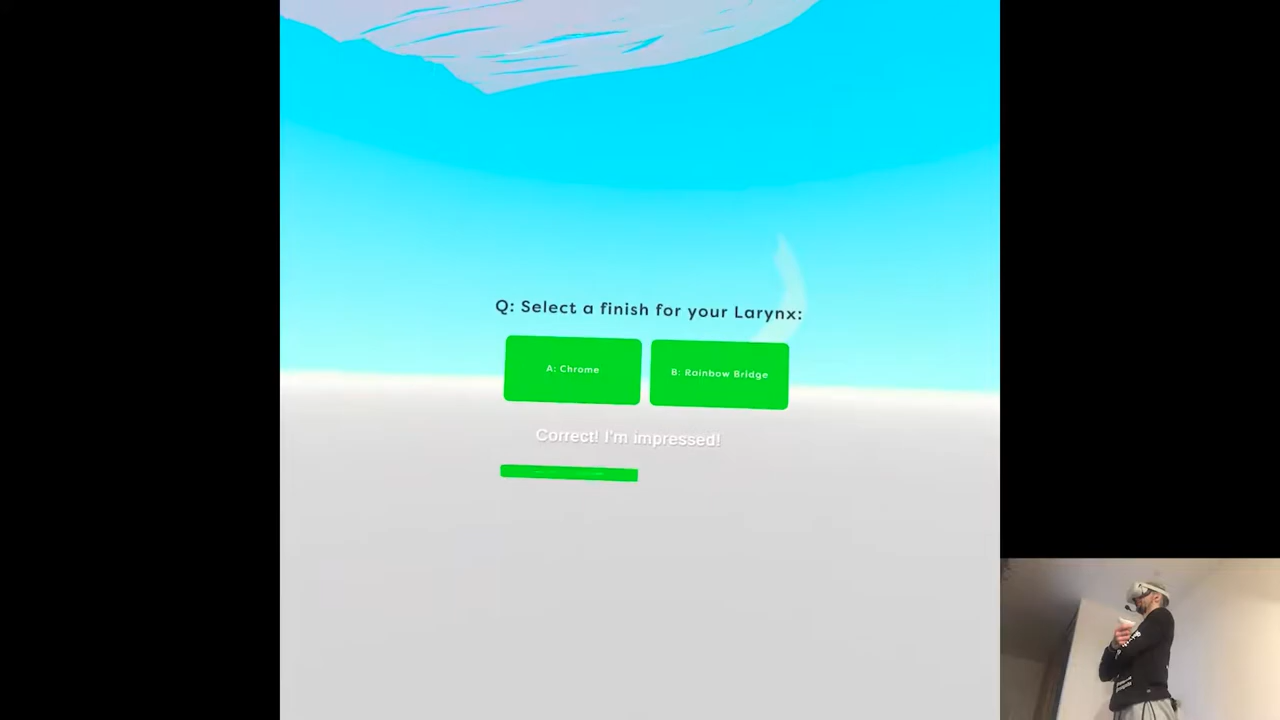 Q: Select a finish for your Larynx:
A: Chrome
B: Rainbow Bridge
Correct! I'm impressed!